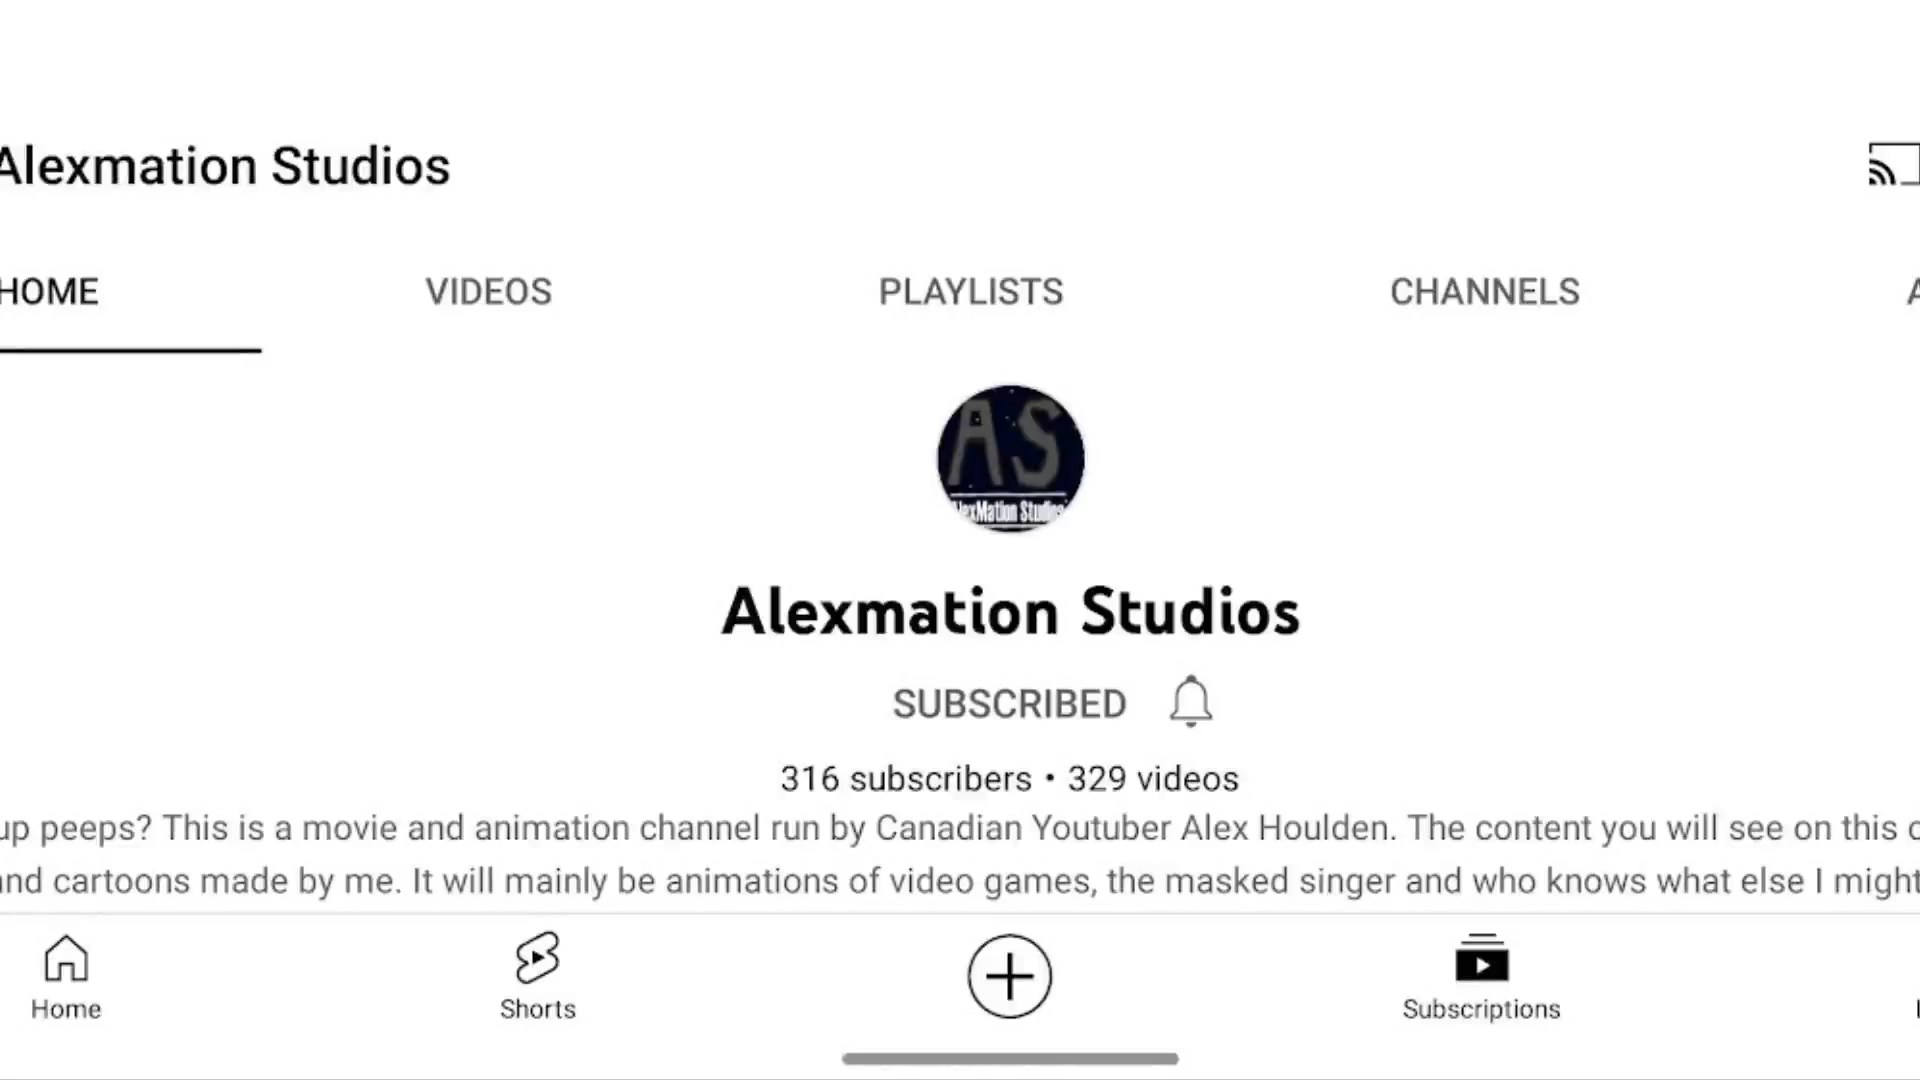 Alexmation Studios
HOME VIDEOS PLAYLISTS CHANNELS
AS
AlexMation Studios
Alexmation Studios
SUBSCRIBED
316 subscribers • 329 videos
up peeps? This is a movie and animation channel run by Canadian Youtuber Alex Houlden. The content you will see on this
and cartoons made by me. It will mainly be animations of video games, the masked singer and who knows what else I might
Home Shorts Subscriptions